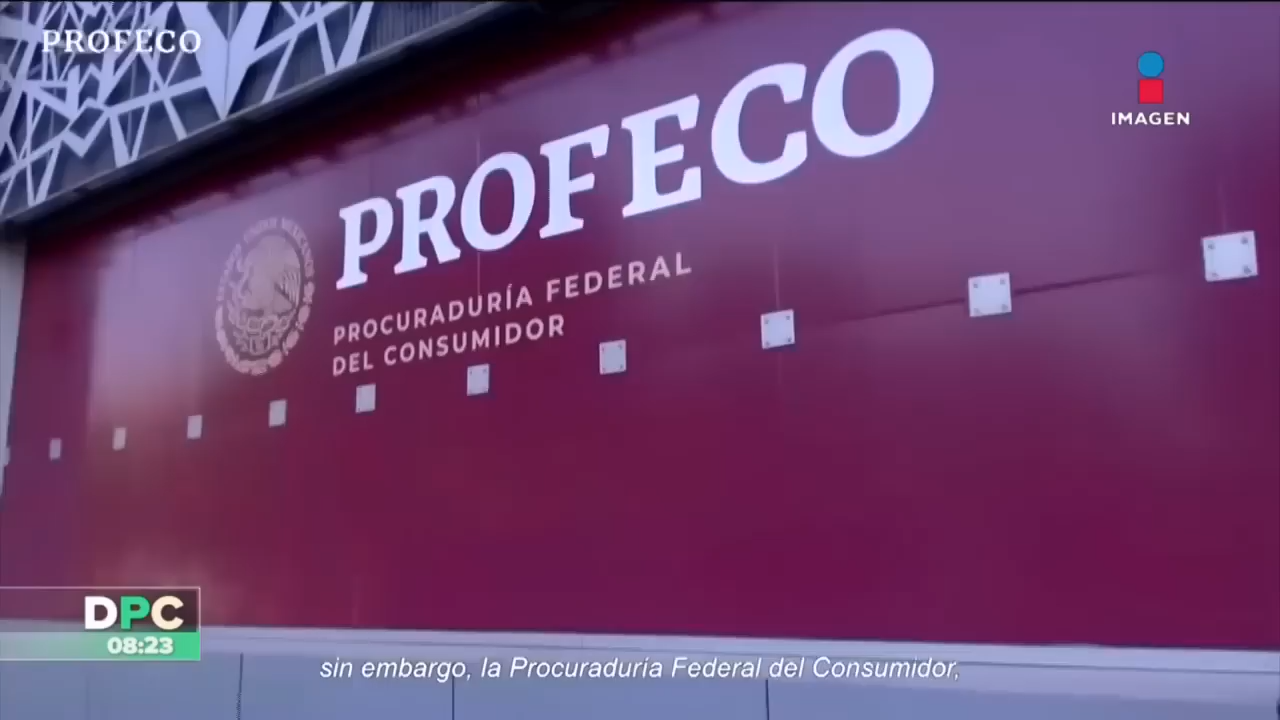 PROFECO
IMAGEN
PROFECO
PROCURADURÍA FEDERAL
DEL CONSUMIDOR
DPC
08:23
sin embargo, la Procuraduría Federal del Consumidor,